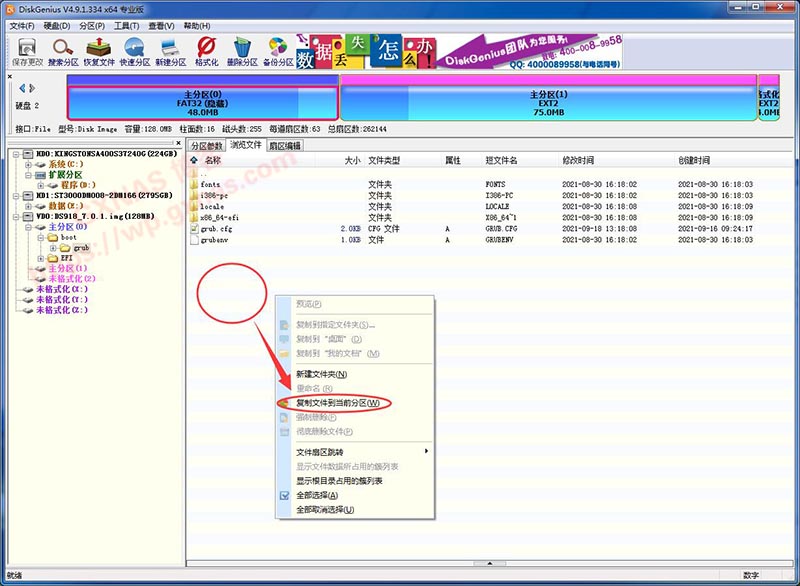 DiskGenius V4.9.1.334 x64 专业版
文件(F) 硬盘(D) 分区(P) 工具(T) 查看(V) 帮助(H)
保存更改 搜索分区 恢复文件 快速分区 新建分区 格式化 删除分区 备份分区
数据丢失怎么办!
DiskGenius团队为您服务!
致电: 400-008-9958
QQ: 4000089958(与电话同号)
硬盘 2
主分区(0)
FAT32 (隐藏)
48.0MB
主分区(1)
EXT2
75.0MB
式化
EXT2
.0MB
接口:File 型号:Disk Image 容量:128.0MB 柱面数:16 磁头数:255 每道扇区数:63 总扇区数:262144
HD0:KINGSTONSA400S37240G(224GB)
系统(C:)
扩展分区
程序(D:)
HD1:ST3000DM008-2DM166(2795GB)
数据(E:)
VD0:DS918_7.0.1.img(128MB)
主分区(0)
boot
grub
EFI
主分区(1)
未格式化(2)
未格式化(X:)
未格式化(Y:)
未格式化(Z:)
分区参数 浏览文件 扇区编辑
名称 大小 文件类型 属性 短文件名 修改时间 创建时间
..
fonts 文件夹 FONTS 2021-08-30 16:18:02 2021-08-30 16:18:03
i386-pc 文件夹 I386-PC 2021-08-30 16:18:02 2021-08-30 16:18:03
locale 文件夹 LOCALE 2021-08-30 16:18:02 2021-08-30 16:18:09
x86_64-efi 文件夹 X86_64~1 2021-08-30 16:18:02 2021-08-30 16:18:09
grub.cfg 2.0KB CFG 文件 A GRUB.CFG 2021-09-18 13:18:08 2021-09-16 09:24:17
grubenv 1.0KB 文件 A GRUBENV 2021-08-30 16:18:02 2021-08-30 16:18:03
预览(P)
复制到指定文件夹(S)...
复制到 "桌面" (D)
复制到 "我的文档" (M)
新建文件夹(N)
重命名 (R)
复制文件到当前分区(W)
强制删除(F)
彻底删除文件(P)
文件扇区跳转
显示文件数据所占用的簇列表
显示根目录占用的簇列表
全部选择(A)
全部取消选择(U)
就绪 数字